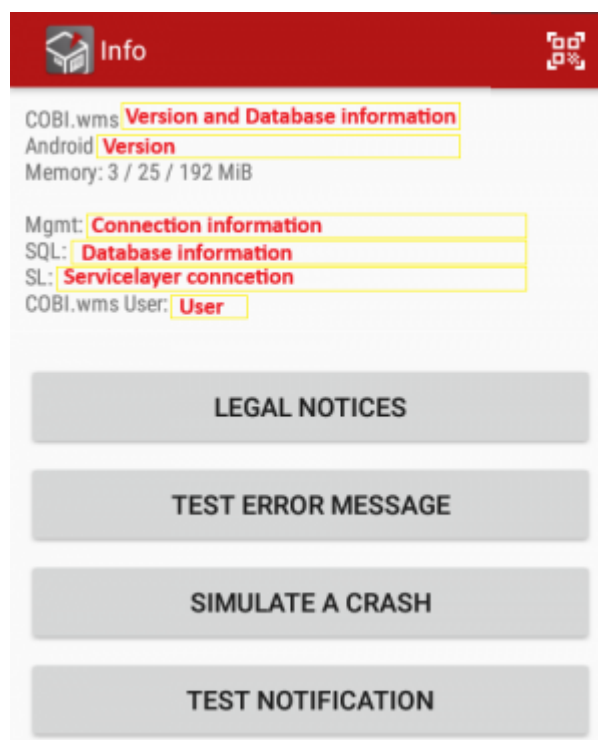 Info
COBI.wms Version and Database information
Android Version
Memory: 3 / 25 / 192 MiB
Mgmt: Connection information
SQL: Database information
SL: Servicelayer conncetion
COBI.wms User: User
LEGAL NOTICES
TEST ERROR MESSAGE
SIMULATE A CRASH
TEST NOTIFICATION